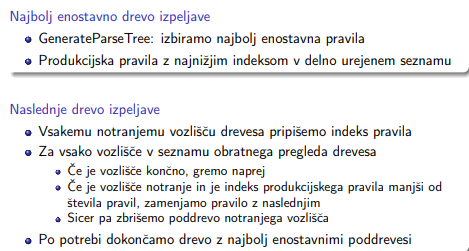 Najbolj enostavno drevo izpeljave
GenerateParseTree: izbiramo najbolj enostavna pravila
Produkcijska pravila z najnižjim indeksom v delno urejenem seznamu
Naslednje drevo izpeljave
Vsakemu notranjemu vozlišču drevesa pripišemo indeks pravila
Za vsako vozlišče v seznamu obratnega pregleda drevesa
Če je vozlišče končno, gremo naprej
Če je vozlišče notranje in je indeks produkcijskega pravila manjši od
števila pravil, zamenjamo pravilo z naslednjim
Sicer pa zbrišemo poddrevo notranjega vozlišča
Po potrebi dokončamo drevo z najbolj enostavnimi poddrevesi